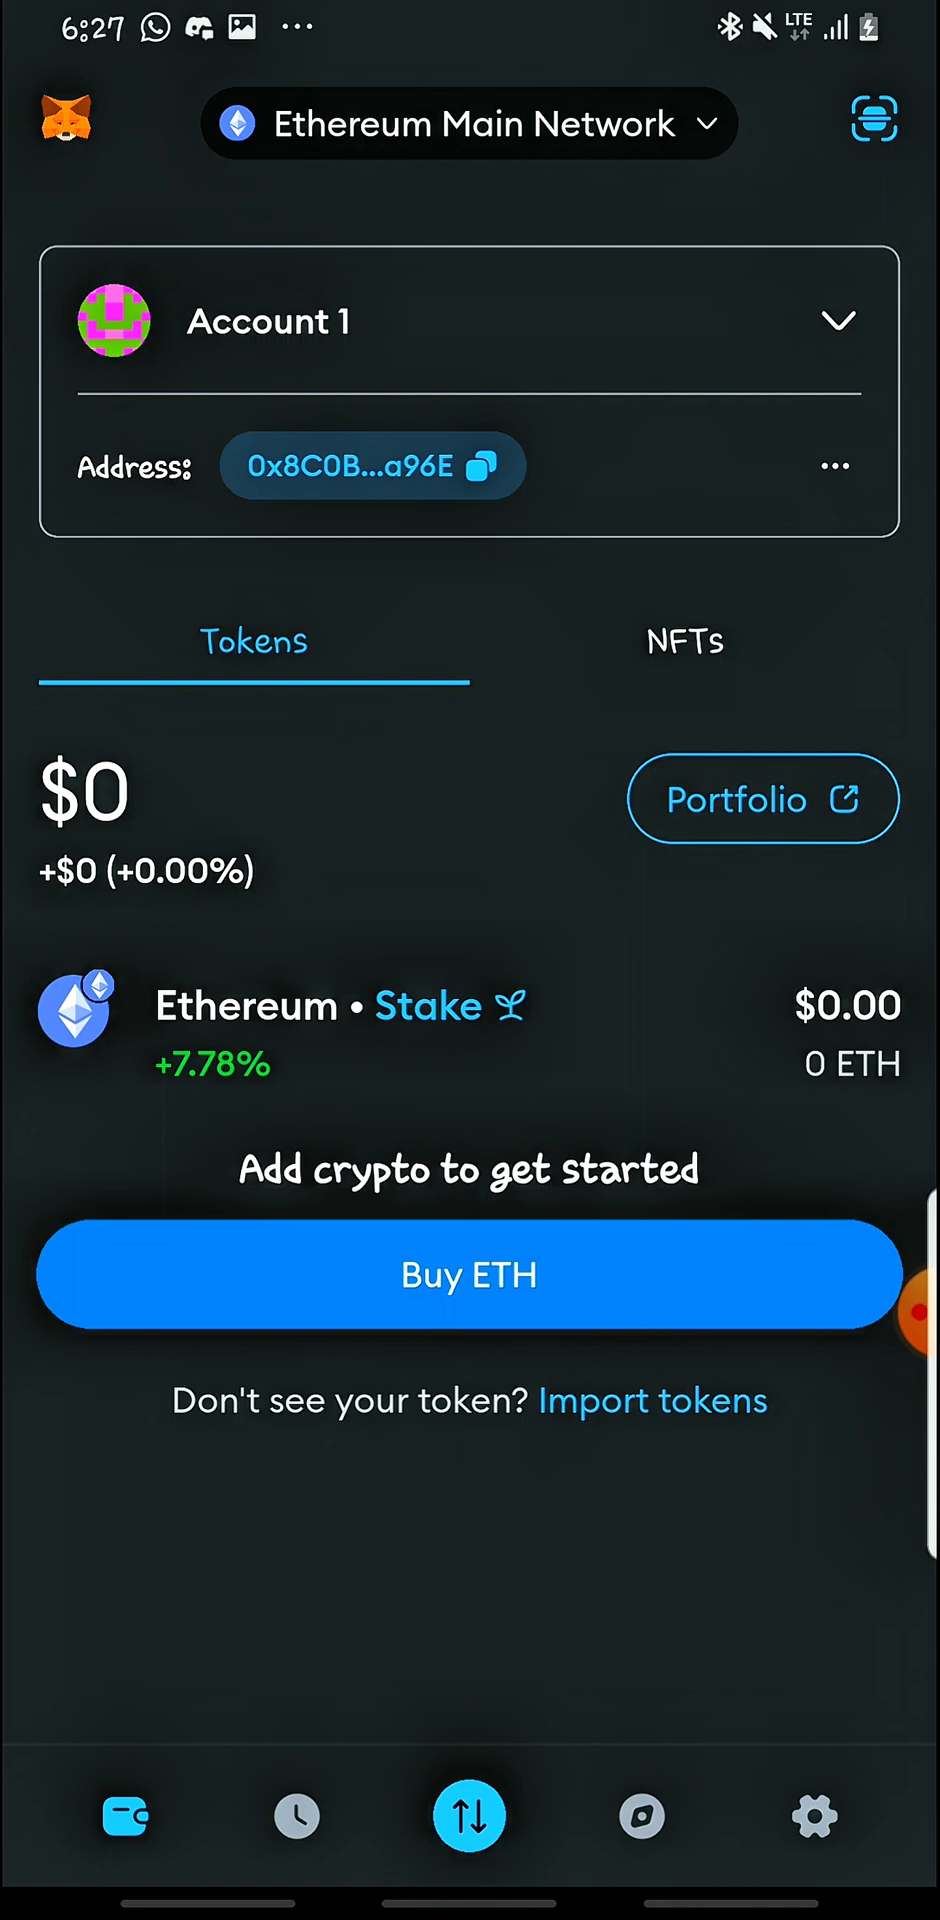 6:27
LTE
Ethereum Main Network
Account 1
Address: 0x8C0B...a96E
Tokens NFTs
$0
Portfolio
+$0 (+0.00%)
Ethereum • Stake $0.00
+7.78% 0 ETH
Add crypto to get started
Buy ETH
Don't see your token? Import tokens